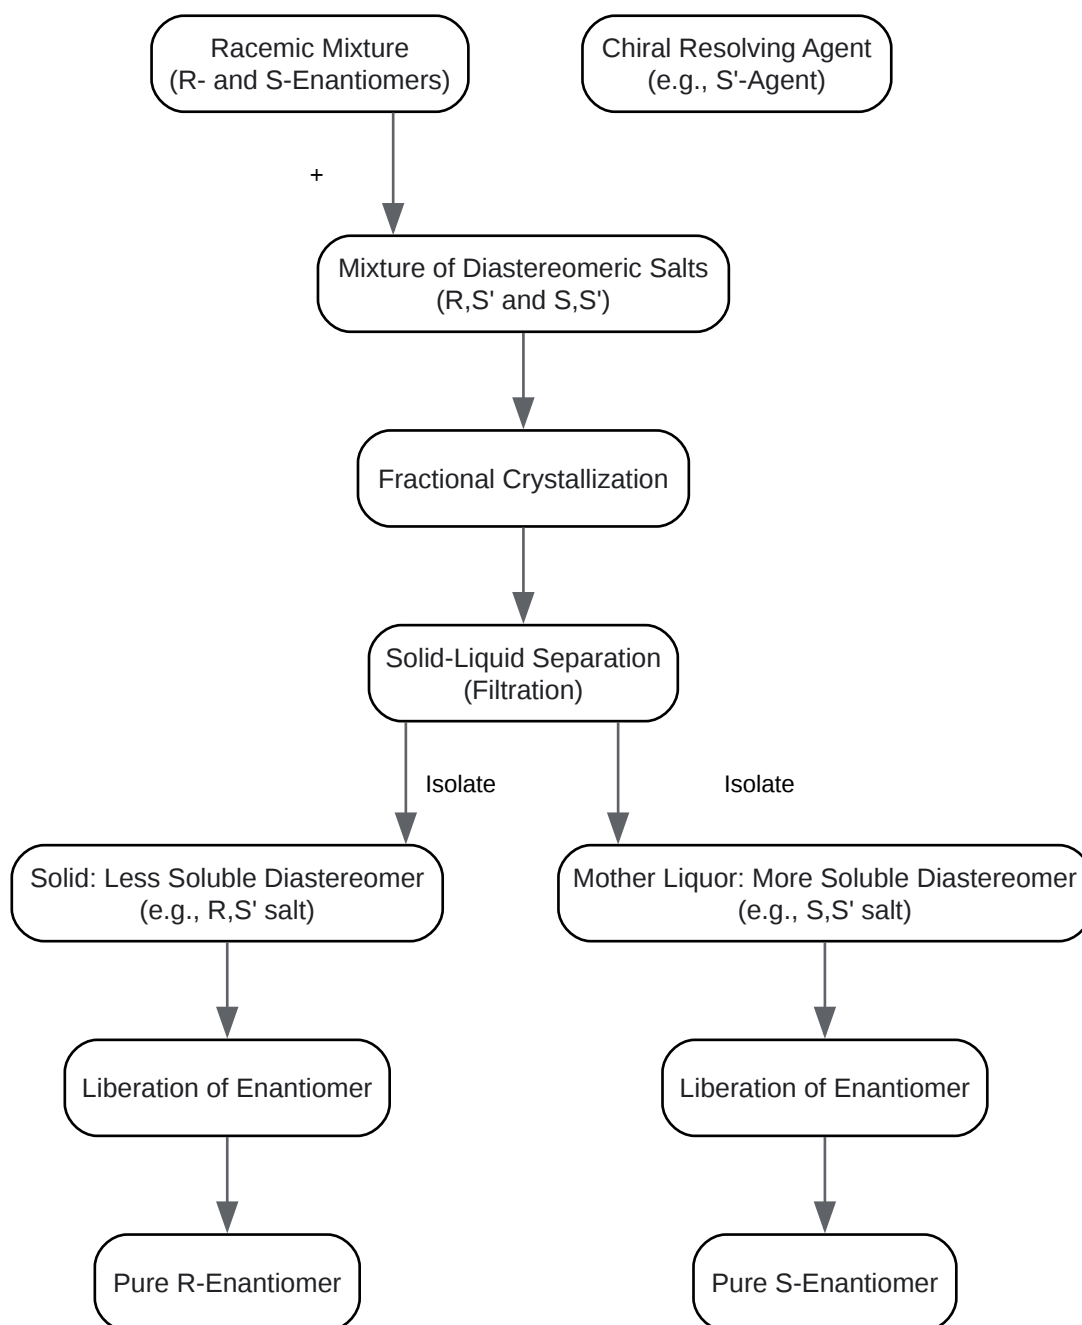 Racemic Mixture
(R- and S-Enantiomers)
Chiral Resolving Agent
(e.g., S'-Agent)
+
Mixture of Diastereomeric Salts
(R,S' and S,S')
Fractional Crystallization
Solid-Liquid Separation
(Filtration)
Isolate
Isolate
Solid: Less Soluble Diastereomer
(e.g., R,S' salt)
Mother Liquor: More Soluble Diastereomer
(e.g., S,S' salt)
Liberation of Enantiomer
Liberation of Enantiomer
Pure R-Enantiomer
Pure S-Enantiomer